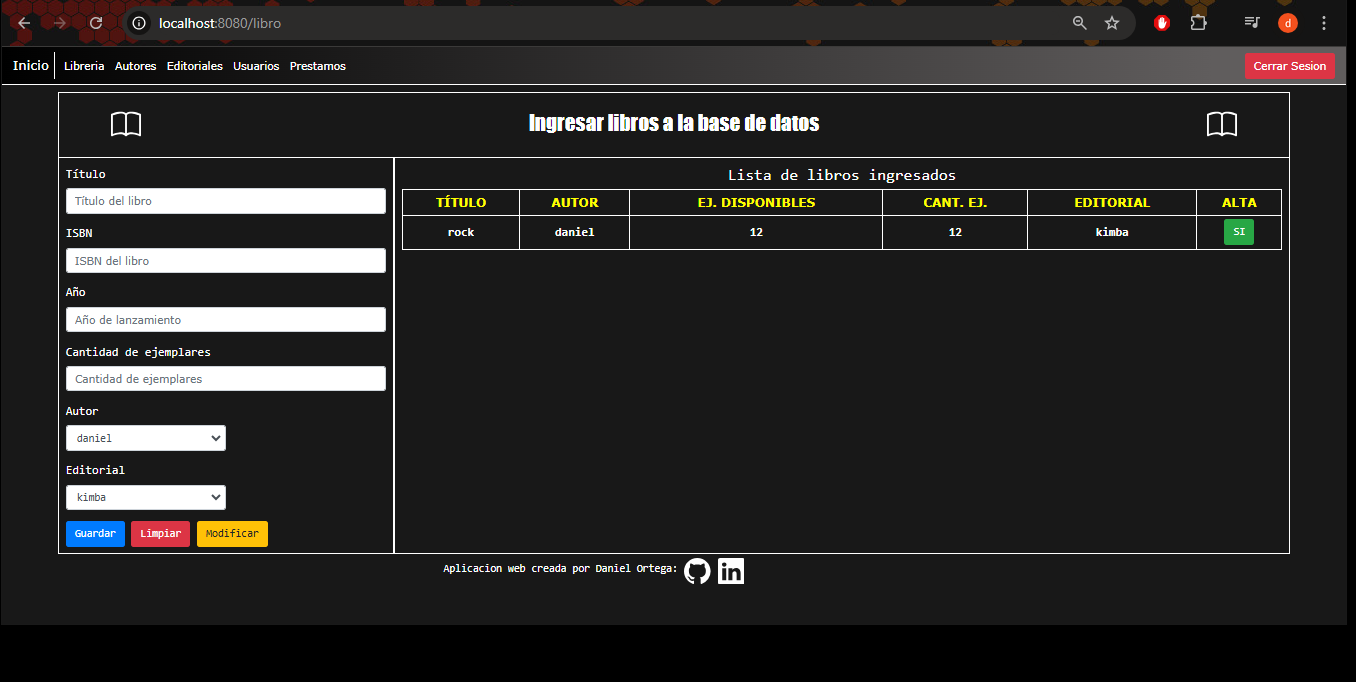 localhost:8080/libro
d
Inicio Libreria Autores Editoriales Usuarios Prestamos Cerrar Sesion
Ingresar libros a la base de datos
Título
Título del libro
ISBN
ISBN del libro
Año
Año de lanzamiento
Cantidad de ejemplares
Cantidad de ejemplares
Autor
daniel
Editorial
kimba
Guardar Limpiar Modificar
Lista de libros ingresados
TÍTULO AUTOR EJ. DISPONIBLES CANT. EJ. EDITORIAL ALTA
rock daniel 12 12 kimba SI
Aplicacion web creada por Daniel Ortega: in